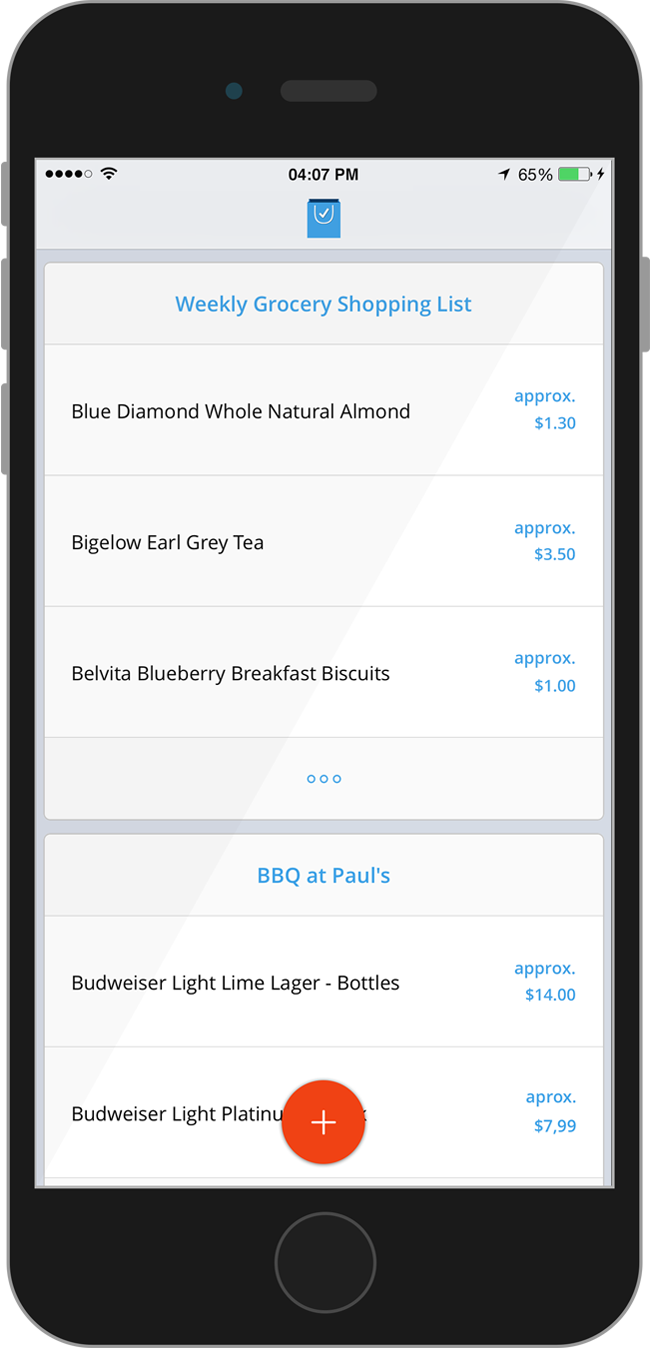 04:07 PM
65%
Weekly Grocery Shopping List
Blue Diamond Whole Natural Almond
approx.
$1.30
Bigelow Earl Grey Tea
approx.
$3.50
Belvita Blueberry Breakfast Biscuits
approx.
$1.00
BBQ at Paul's
Budweiser Light Lime Lager - Bottles
approx.
$14.00
Budweiser Light
aprox.
$7,99